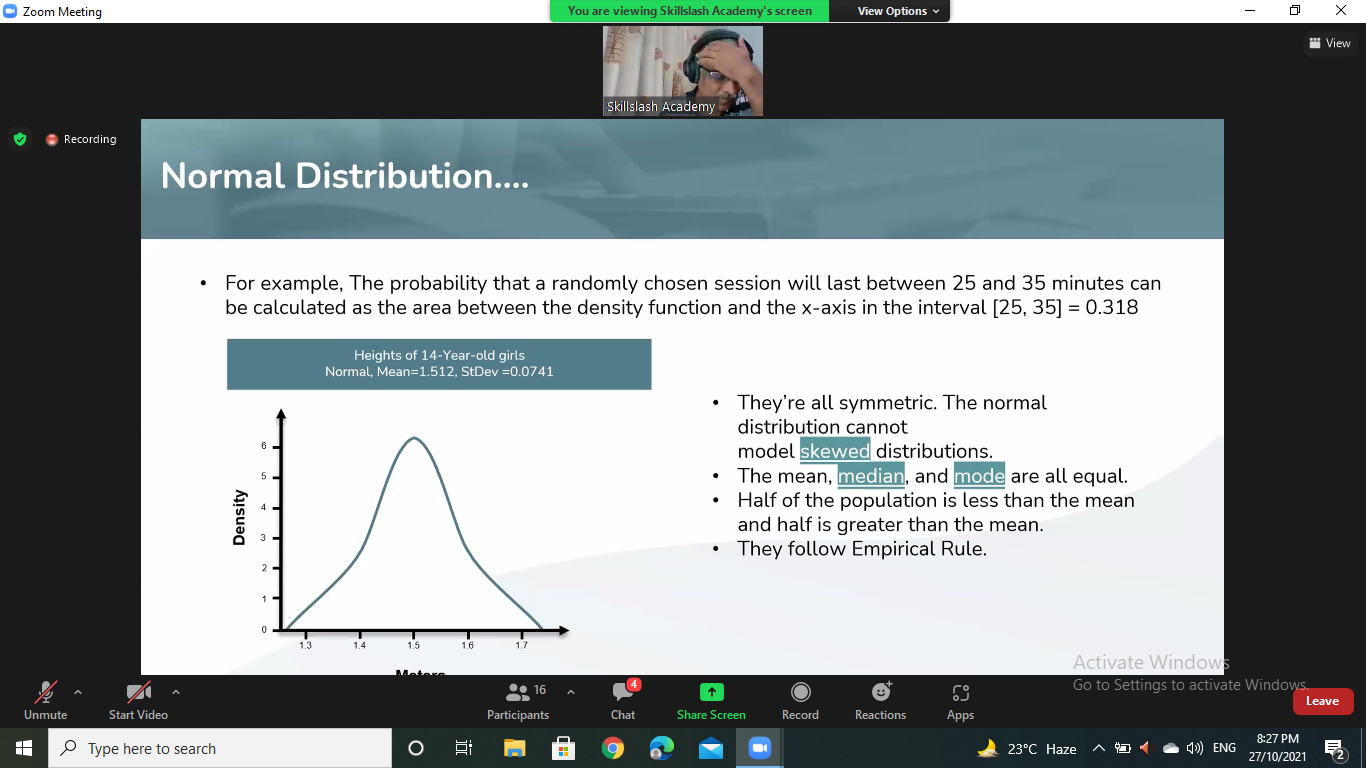 Zoom Meeting
You are viewing Skillslash Academy's screen
View Options
View
Skillslash Academy
Recording
Normal Distribution....
• For example, The probability that a randomly chosen session will last between 25 and 35 minutes can
be calculated as the area between the density function and the x-axis in the interval [25, 35] = 0.318
Heights of 14-Year-old girls
Normal, Mean=1.512, StDev =0.0741
Density
6
5
4
3
2
1
0
1.3 1.4 1.5 1.6 1.7
Meters
• They're all symmetric. The normal
distribution cannot
model skewed distributions.
• The mean, median, and mode are all equal.
• Half of the population is less than the mean
and half is greater than the mean.
• They follow Empirical Rule.
Activate Windows
Go to Settings to activate Windows.
Unmute
Start Video
16
Participants
4
Chat
Share Screen
Record
Reactions
Apps
Leave
Type here to search
23°C Haze
ENG
8:27 PM
27/10/2021
2